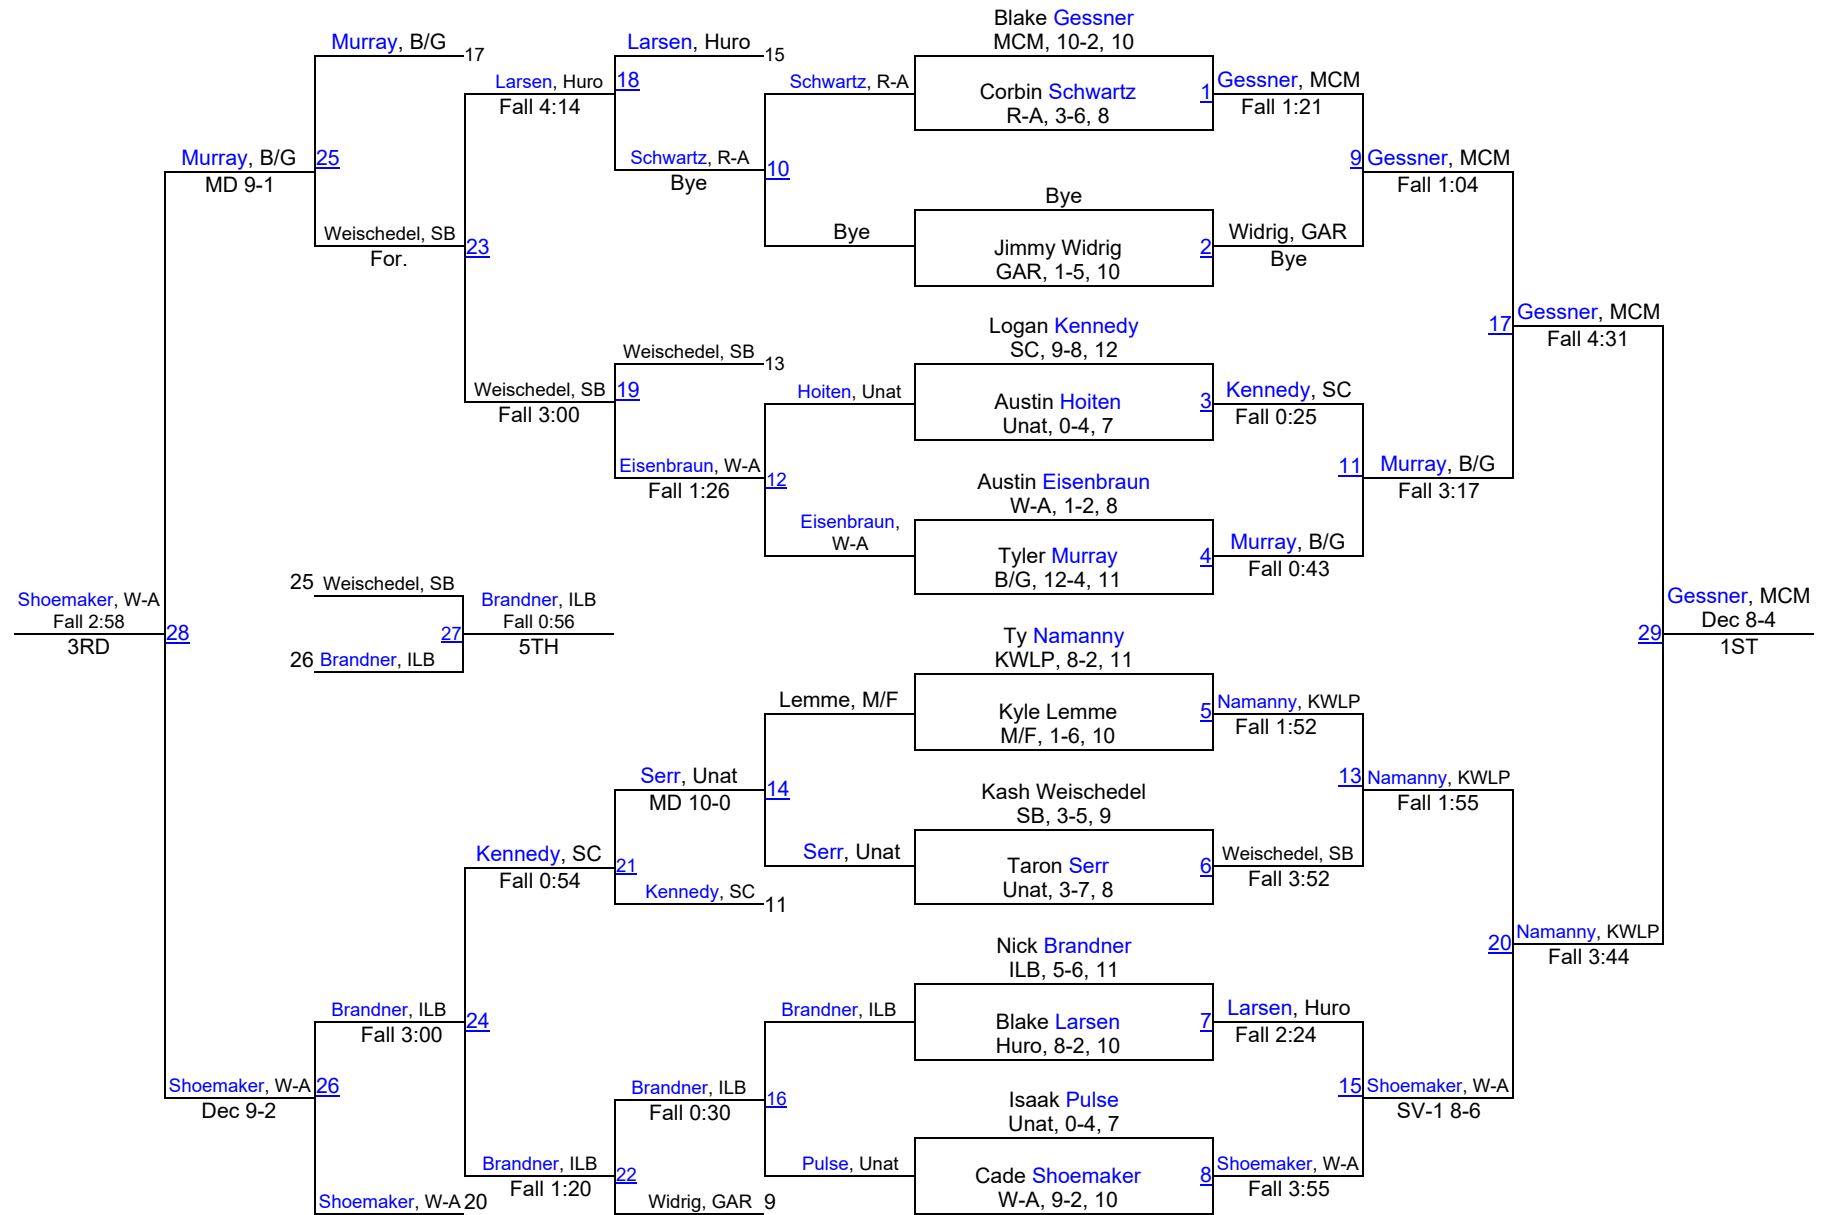 Blake Gessner
MCM, 10-2, 10
Murray, B/G
17
Larsen, Huro
15
Larsen, Huro
18
Fall 4:14
Schwartz, R-A
Corbin Schwartz
R-A, 3-6, 8
1
Gessner, MCM
Fall 1:21
Murray, B/G
25
MD 9-1
Schwartz, R-A
10
Bye
9
Gessner, MCM
Fall 1:04
Bye
Weischedel, SB
23
For.
Bye
Jimmy Widrig
GAR, 1-5, 10
2
Widrig, GAR
Bye
Logan Kennedy
SC, 9-8, 12
17
Gessner, MCM
Fall 4:31
Weischedel, SB
13
Weischedel, SB
19
Fall 3:00
Hoiten, Unat
Austin Hoiten
Unat, 0-4, 7
3
Kennedy, SC
Fall 0:25
Eisenbraun, W-A
12
Fall 1:26
Austin Eisenbraun
W-A, 1-2, 8
11
Murray, B/G
Fall 3:17
Eisenbraun,
W-A
Tyler Murray
B/G, 12-4, 11
4
Murray, B/G
Fall 0:43
Shoemaker, W-A
Fall 2:58
3RD
28
25
Weischedel, SB
26
Brandner, ILB
27
Brandner, ILB
Fall 0:56
5TH
29
Gessner, MCM
Dec 8-4
1ST
Ty Namanny
KWLP, 8-2, 11
Lemme, M/F
Kyle Lemme
M/F, 1-6, 10
5
Namanny, KWLP
Fall 1:52
Serr, Unat
14
MD 10-0
Kash Weischedel
SB, 3-5, 9
13
Namanny, KWLP
Fall 1:55
Kennedy, SC
21
Fall 0:54
Serr, Unat
Taron Serr
Unat, 3-7, 8
6
Weischedel, SB
Fall 3:52
Kennedy, SC
11
Nick Brandner
ILB, 5-6, 11
20
Namanny, KWLP
Fall 3:44
Brandner, ILB
24
Fall 3:00
Brandner, ILB
Blake Larsen
Huro, 8-2, 10
7
Larsen, Huro
Fall 2:24
Shoemaker, W-A
26
Dec 9-2
Brandner, ILB
16
Fall 0:30
Isaak Pulse
Unat, 0-4, 7
15
Shoemaker, W-A
SV-1 8-6
Brandner, ILB
22
Fall 1:20
Pulse, Unat
Cade Shoemaker
W-A, 9-2, 10
8
Shoemaker, W-A
Fall 3:55
Shoemaker, W-A
20
Widrig, GAR
9